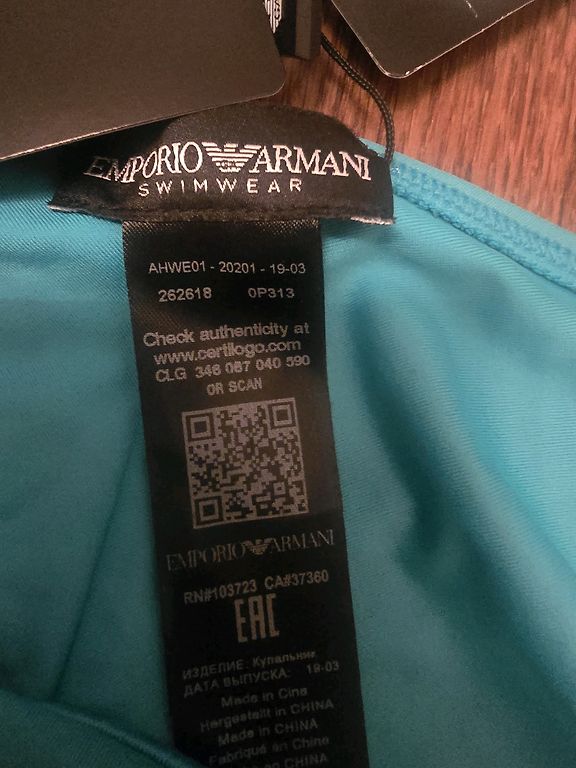 EMPORIO ARMANI
SWIMWEAR
AHWE01 - 20201 - 19-03
262618 0P313
Check authenticity at
www.certilogo.com
CLG 346 087 040 590
OR SCAN
EMPORIO ARMANI
RN#103723 CA#37360
EAC
ИЗДЕЛИЕ: Купальник
ДАТА ВЫПУСКА: 19-03
Made in Cina
Hergestellt in CHINA
Made in CHINA
Fabriqué en Chine
en CHINA